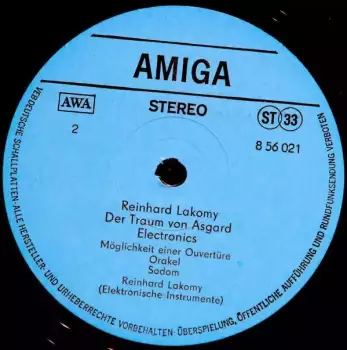 AMIGA
AWA
STEREO
ST 33
2
8 56 021
Reinhard Lakomy
Der Traum von Asgard
Electronics
Möglichkeit einer Ouvertüre
Orakel
Sodom
Reinhard Lakomy
(Elektronische Instrumente)
VEB DEUTSCHE SCHALLPLATTEN·ALLE HERSTELLER- UND URHEBERRECHTE VORBEHALTEN·ÜBERSPIELUNG, ÖFFENTLICHE AUFFÜHRUNG UND RUNDFUNKSENDUNG VERBOTEN